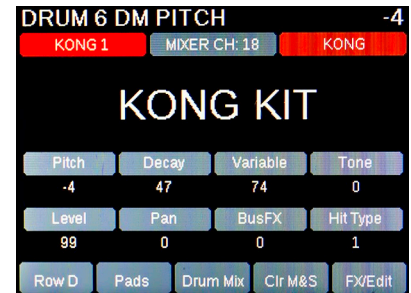 DRUM 6 DM PITCH -4
KONG 1 MIXER CH: 18 KONG
KONG KIT
Pitch Decay Variable Tone
-4 47 74 0
Level Pan BusFX Hit Type
99 0 0 1
Row D Pads Drum Mix Clr M&S FX/Edit